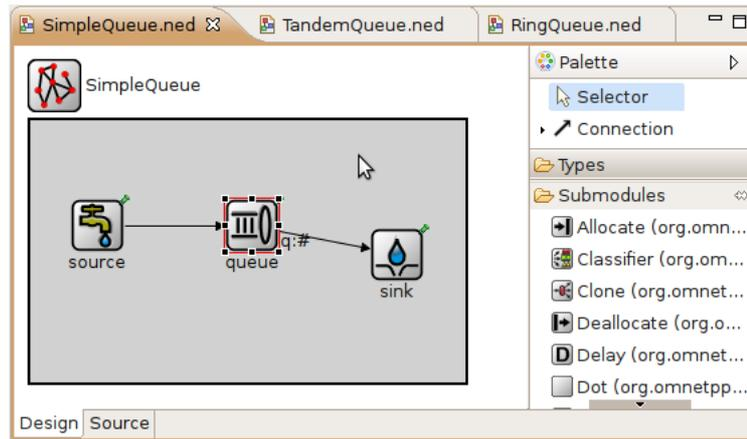 SimpleQueue.ned TandemQueue.ned RingQueue.ned
SimpleQueue
source
queue
q:#
sink
Palette
Selector
Connection
Types
Submodules
Allocate (org.omn...
Classifier (org.om...
Clone (org.omnet...
Deallocate (org.o...
D Delay (org.omnet...
Dot (org.omnetpp...
Design Source